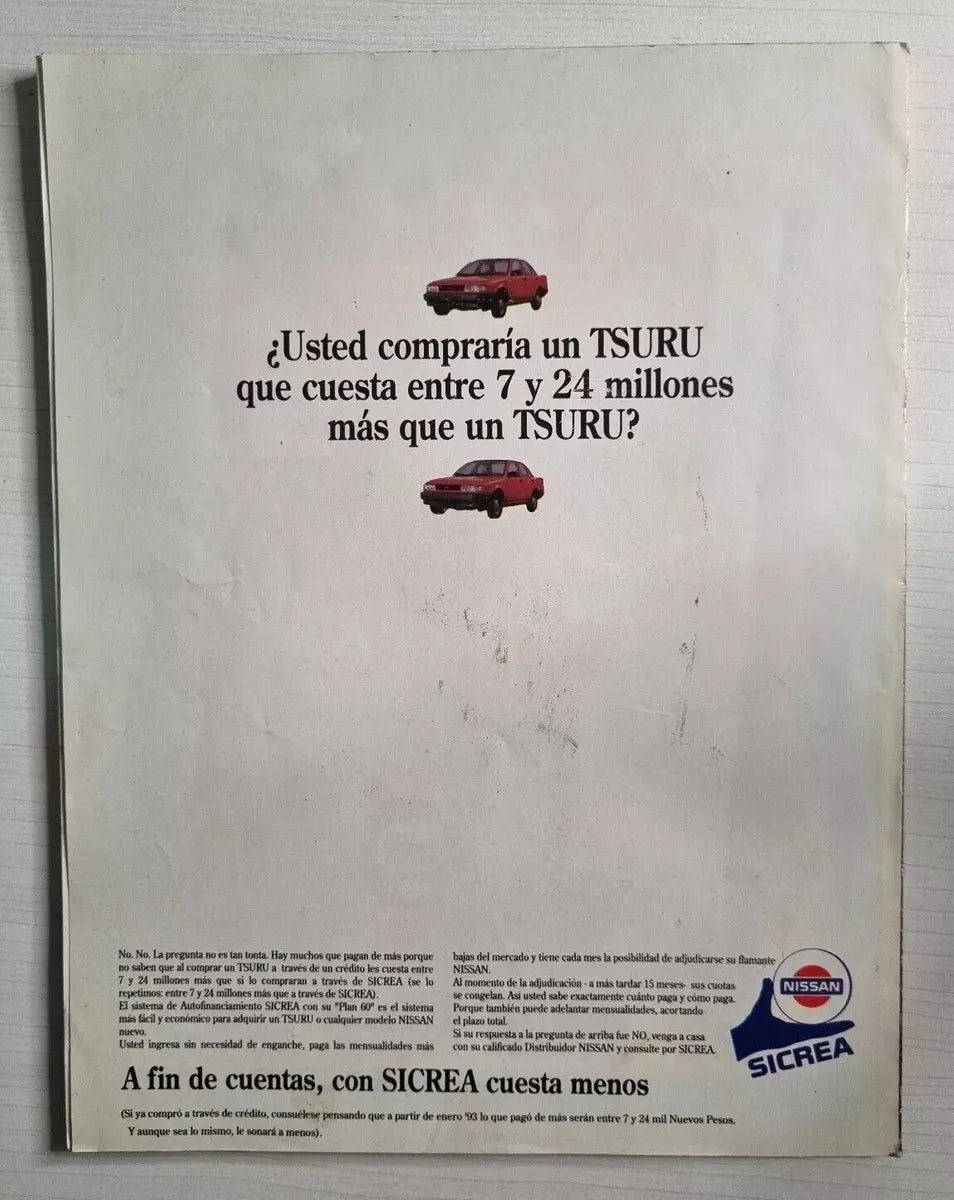 ¿Usted compraría un TSURU
que cuesta entre 7 y 24 millones
más que un TSURU?
No. No. La pregunta no es tan tonta. Hay muchos que pagan de más porque
no saben que al comprar un TSURU a través de un crédito les cuesta entre
7 y 24 millones más que si lo compraran a través de SICREA (se lo
repetimos: entre 7 y 24 millones más que a través de SICREA).
El sistema de Autofinanciamiento SICREA con su "Plan 60" es el sistema
más fácil y económico para adquirir un TSURU o cualquier modelo NISSAN
nuevo.
Usted ingresa sin necesidad de enganche, paga las mensualidades más
bajas del mercado y tiene cada mes la posibilidad de adjudicarse su flamante
NISSAN.
Al momento de la adjudicación - a más tardar 15 meses- sus cuotas
se congelan. Así usted sabe exactamente cuánto paga y cómo paga.
Porque también puede adelantar mensualidades, acortando
el plazo total.
Si su respuesta a la pregunta de arriba fue NO, venga a casa
con su calificado Distribuidor NISSAN y consulte por SICREA.
NISSAN
SICREA
A fin de cuentas, con SICREA cuesta menos
(Si ya compró a través de crédito, consuélese pensando que a partir de enero '93 lo que pagó de más serán entre 7 y 24 mil Nuevos Pesos.
Y aunque sea lo mismo, le sonará a menos).